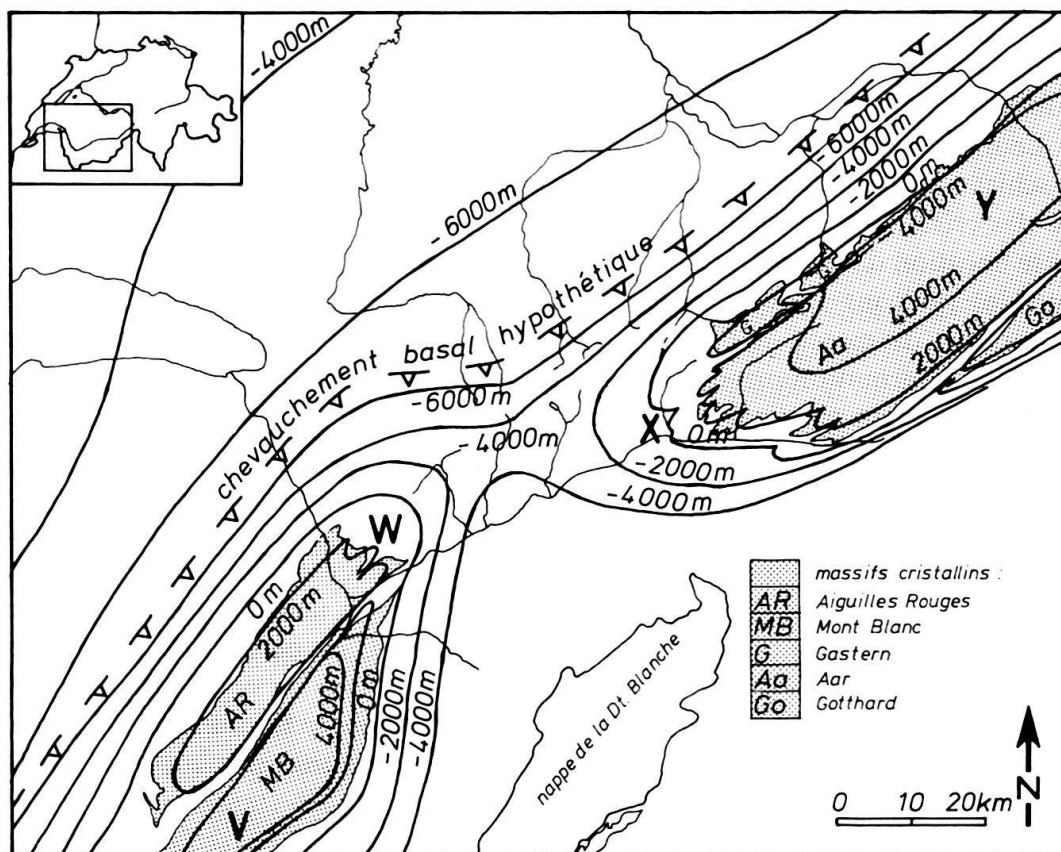 -4000m
-6000m
-6000m
-4000m
-2000m
0m
-4000m
Y
G
G
4000m
Aa
2000m
Go
chevauchement basal hypothétique
-6000m
-4000m
X
0m
-2000m
-4000m
W
0m
2000m
AR
MB
4000m
0m
-2000m
-4000m
V
nappe de la Dt. Blanche
massifs cristallins :
AR Aiguilles Rouges
MB Mont Blanc
G Gastern
Aa Aar
Go Gotthard
0 10 20km
N